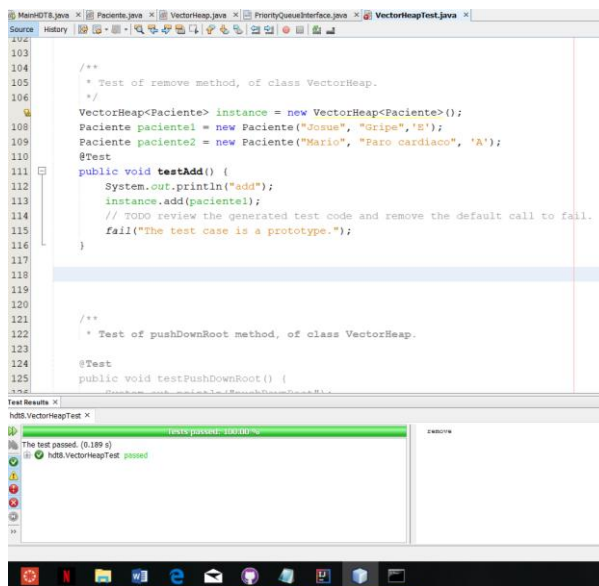 MainHDT8.java Paciente.java VectorHeap.java PriorityQueueInterface.java VectorHeapTest.java
Source History
102
103
104 /**
105 * Test of remove method, of class VectorHeap.
106 */
VectorHeap<Paciente> instance = new VectorHeap<Paciente>();
108 Paciente paciente1 = new Paciente("Josue", "Gripe",'E');
109 Paciente paciente2 = new Paciente("Mario", "Paro cardiaco", 'A');
110 @Test
111 public void testAdd() {
112 System.out.println("add");
113 instance.add(paciente1);
114 // TODO review the generated test code and remove the default call to fail.
115 fail("The test case is a prototype.");
116 }
117
118
119
120
121 /**
122 * Test of pushDownRoot method, of class VectorHeap.
123
124 @Test
125 public void testPushDownRoot() {
126 System.out.println("pushDownRoot");
Test Results
hdt8.VectorHeapTest
Tests passed: 100.00 %
remove
The test passed. (0.189 s)
hdt8.VectorHeapTest passed